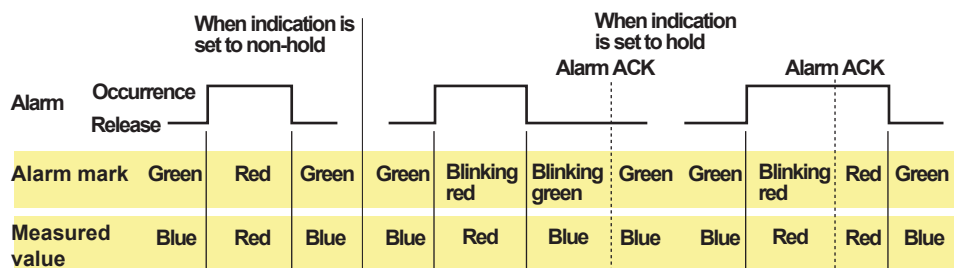 When indication is
set to non-hold
When indication
is set to hold
Alarm ACK
Alarm ACK
Alarm
Occurrence
Release
Alarm mark Green Red Green Green Blinking red Blinking green Green Green Blinking red Red Green
Measured value Blue Red Blue Blue Red Blue Blue Blue Red Red Blue